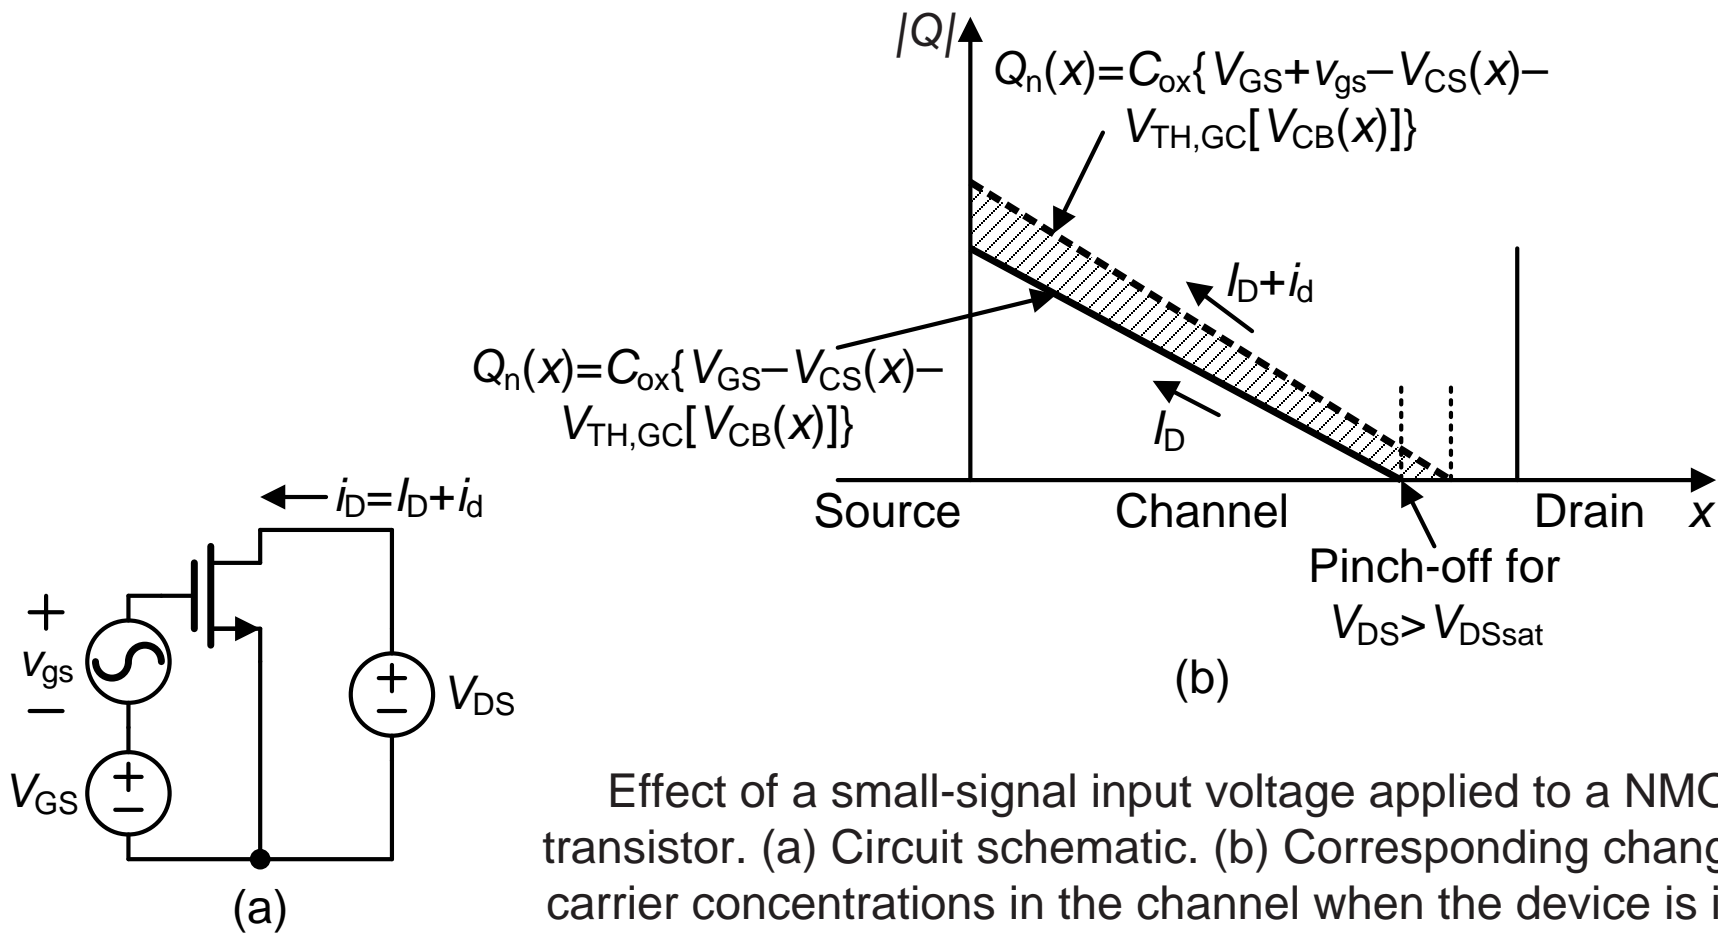 |Q|
Qn(x)=Cox{VGS+vgs–VCS(x)–
VTH,GC[VCB(x)]}
ID+id
Qn(x)=Cox{VGS–VCS(x)–
VTH,GC[VCB(x)]}
ID
Source
Channel
Drain
x
Pinch-off for
VDS>VDSsat
(b)
iD=ID+id
+
vgs
–
+
–
VDS
VGS
+
–
(a)
Effect of a small-signal input voltage applied to a
transistor. (a) Circuit schematic. (b) Corresponding
carrier concentrations in the channel when the device is